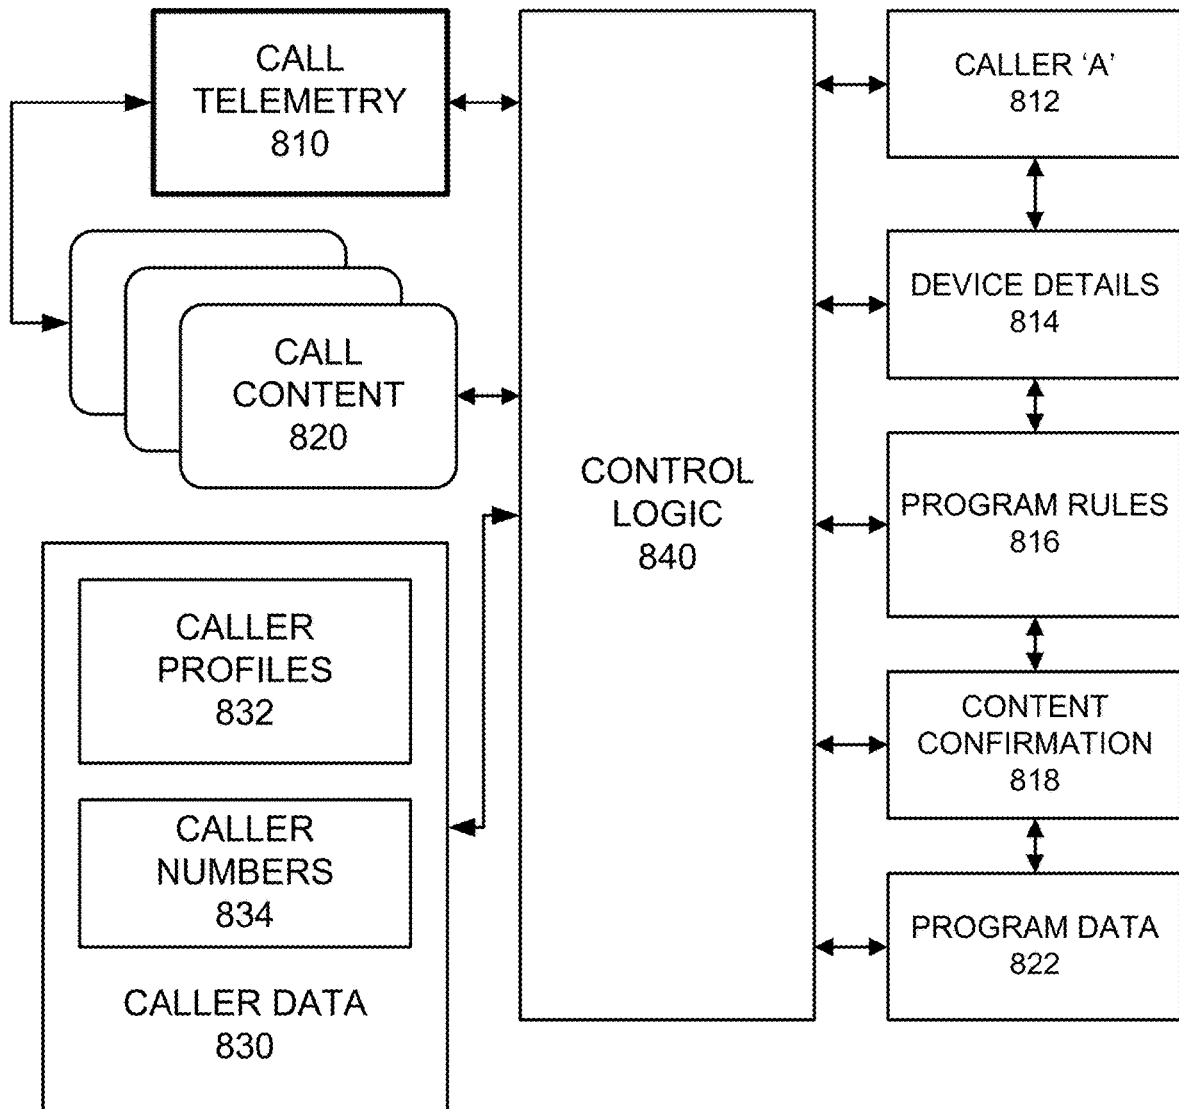 CALL
TELEMETRY
810
CALL
CONTENT
820
CALLER
PROFILES
832
CALLER
NUMBERS
834
CALLER DATA
830
CONTROL
LOGIC
840
CALLER ‘A’
812
DEVICE DETAILS
814
PROGRAM RULES
816
CONTENT
CONFIRMATION
818
PROGRAM DATA
822